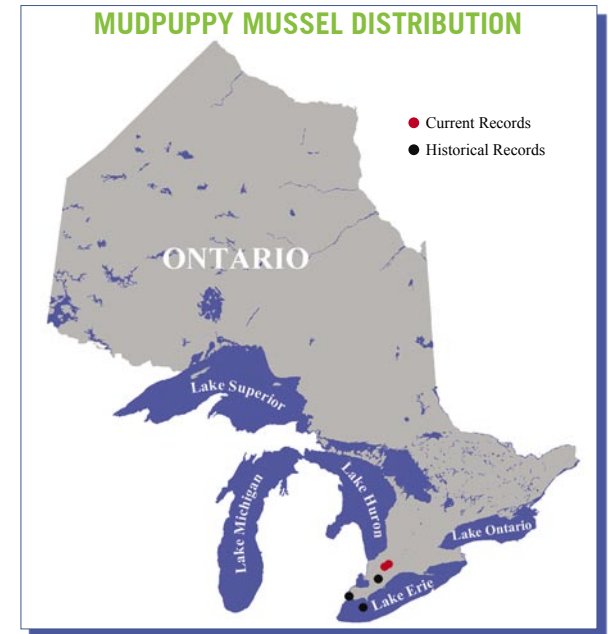 MUDPUPPY MUSSEL DISTRIBUTION
Current Records
Historical Records
ONTARIO
Lake Superior
Lake Michigan
Lake Huron
Lake Ontario
Lake Erie